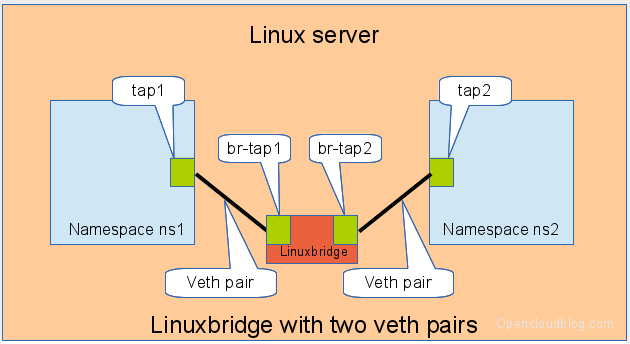 Linux server
tap1
tap2
br-tap1
br-tap2
Namespace ns1
Namespace ns2
Linuxbridge
Veth pair
Veth pair
Linuxbridge with two veth pairs
Opencloudblog.com